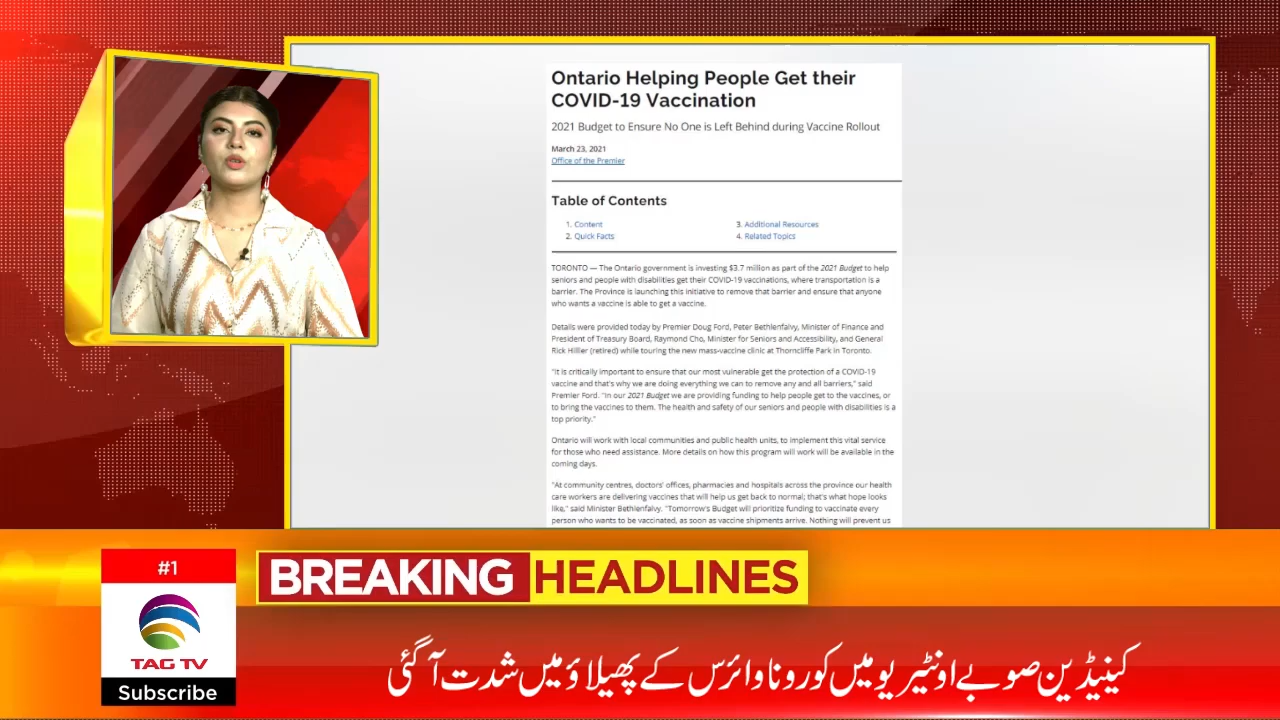 Ontario Helping People Get their
COVID-19 Vaccination
2021 Budget to Ensure No One is Left Behind during Vaccine Rollout
March 23, 2021
Office of the Premier
Table of Contents
1. Content
2. Quick Facts
3. Additional Resources
4. Related Topics
TORONTO — The Ontario government is investing $3.7 million as part of the 2021 Budget to help
seniors and people with disabilities get their COVID-19 vaccinations, where transportation is a
barrier. The Province is launching this initiative to remove that barrier and ensure that anyone
who wants a vaccine is able to get a vaccine.
Details were provided today by Premier Doug Ford, Peter Bethlenfalvy, Minister of Finance and
President of Treasury Board, Raymond Cho, Minister for Seniors and Accessibility, and General
Rick Hillier (retired) while touring the new mass-vaccine clinic at Thorncliffe Park in Toronto.
"It is critically important to ensure that our most vulnerable get the protection of a COVID-19
vaccine and that's why we are doing everything we can to remove any and all barriers," said
Premier Ford. "In our 2021 Budget we are providing funding to help people get to the vaccines, or
to bring the vaccines to them. The health and safety of our seniors and people with disabilities is a
top priority."
Ontario will work with local communities and public health units, to implement this vital service
for those who need assistance. More details on how this program will work will be available in the
coming days.
"At community centres, doctors' offices, pharmacies and hospitals across the province our health
care workers are delivering vaccines that will help us get back to normal; that's what hope looks
like," said Minister Bethlenfalvy. "Tomorrow's Budget will prioritize funding to vaccinate every
person who wants to be vaccinated, as soon as vaccine shipments arrive. Nothing will prevent us
#1
TAG TV
Subscribe
BREAKING HEADLINES
کینیڈین صوبے اونٹیریو میں کورونا وائرس کے پھیلاؤ میں شدت آ گئی